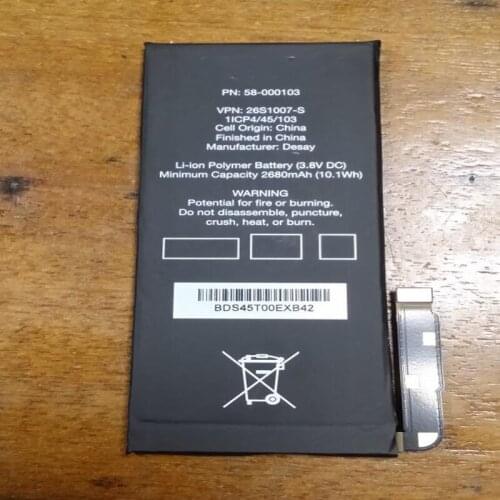 PN: 58-000103
VPN: 26S1007-S
1ICP4/45/103
Cell Origin: China
Finished in China
Manufacturer: Desay
Li-ion Polymer Battery (3.8V DC)
Minimum Capacity 2680mAh (10.1Wh)
WARNING
Potential for fire or burning.
Do not disassemble, puncture,
crush, heat, or burn.
BDS45T00EXB42